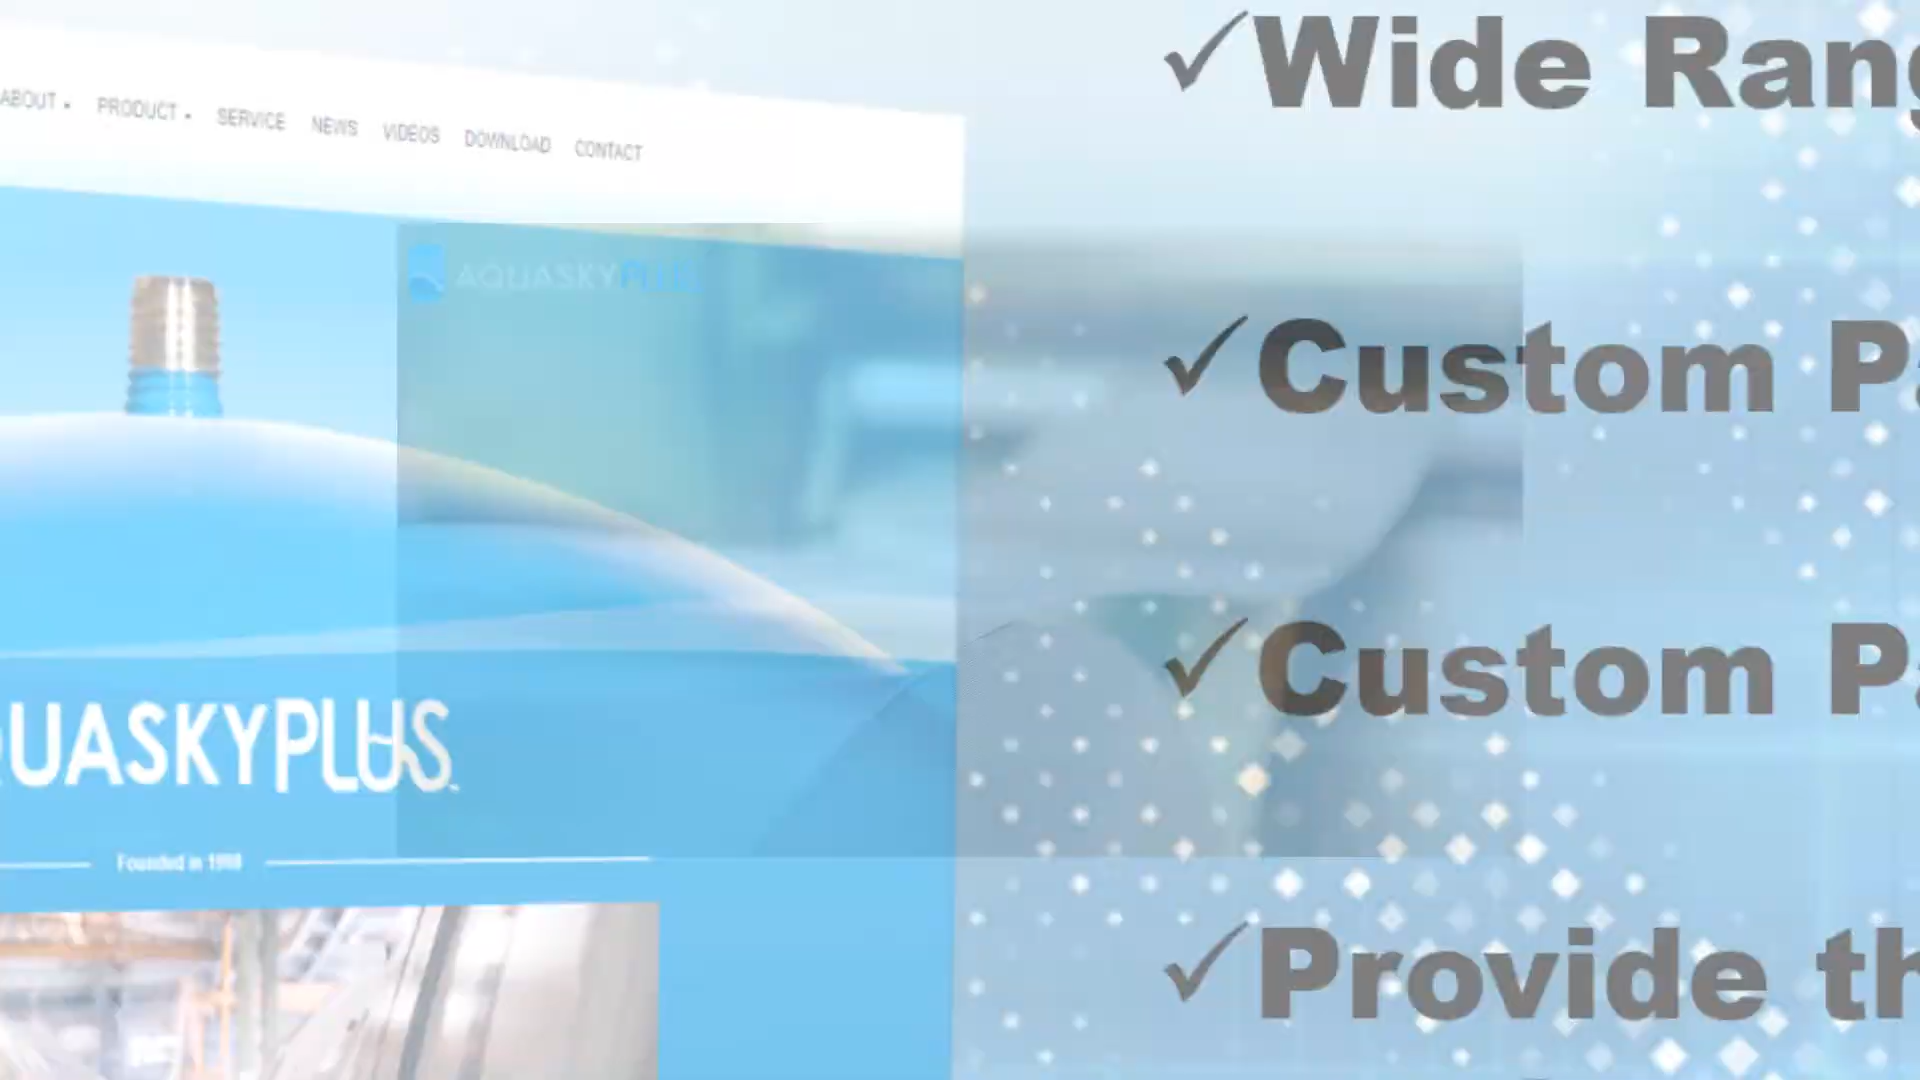 ABOUT PRODUCT SERVICE NEWS VIDEOS DOWNLOAD CONTACT
AQUASKYPLUS
QUASKYPLUS
Founded in 1998
✓Wide Rang
✓Custom Pa
✓Custom Pa
✓Provide th